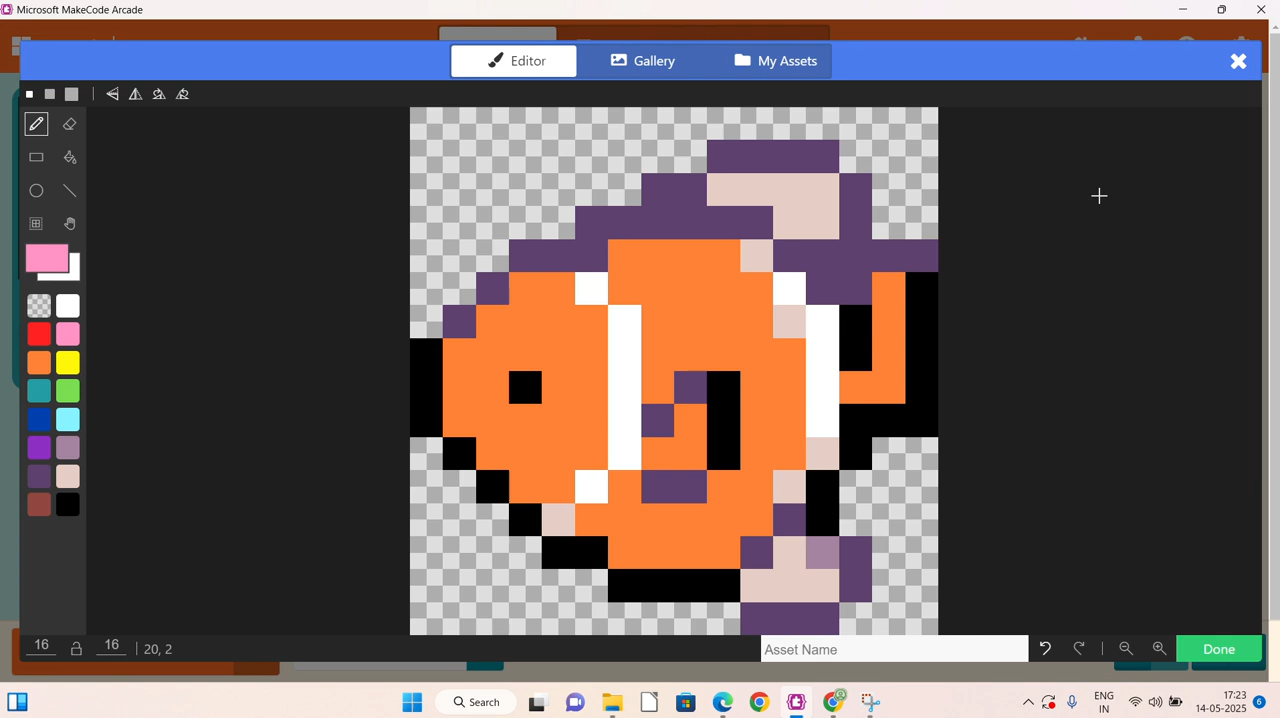 Microsoft MakeCode Arcade
Editor
Gallery
My Assets
16
16
20, 2
Asset Name
Done
Search
ENG
IN
17:23
14-05-2025
6